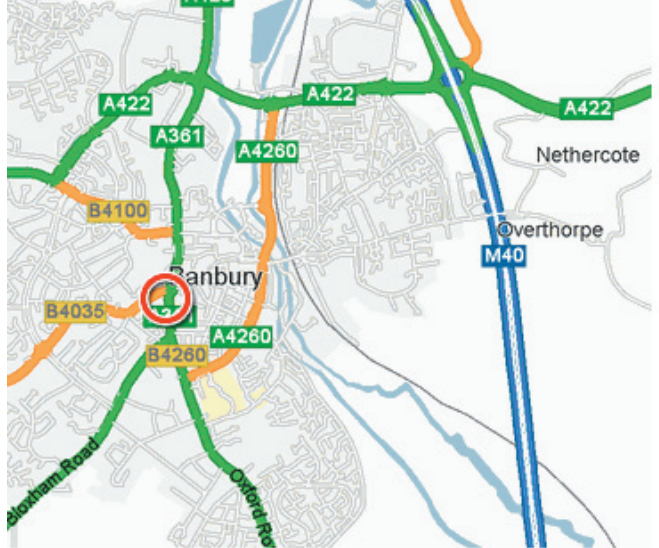 A422
A422
A422
A361
A4260
Nethercote
B4100
Overthorpe
M40
Banbury
B4035
A4260
B4260
Bloxham Road
Oxford Ro